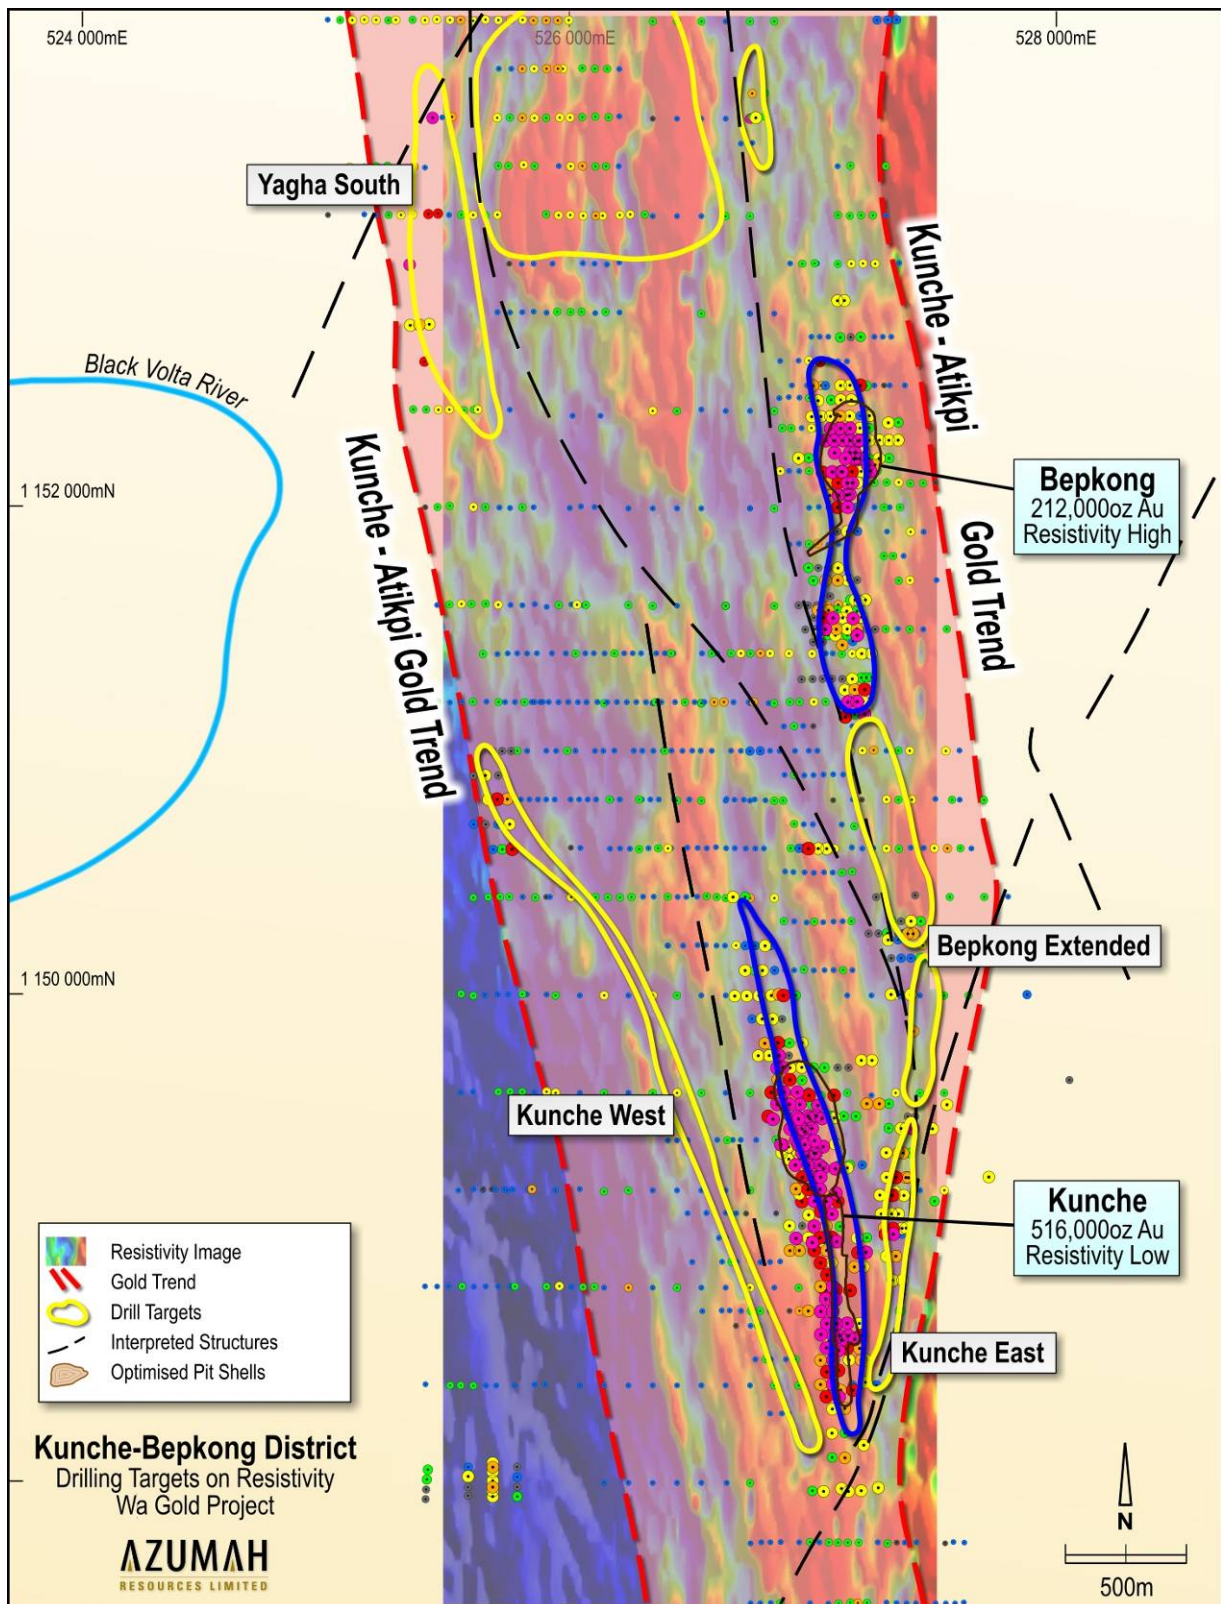 524 000mE
526 000mE
528 000mE
Yagha South
Kunche - Atikpi
Gold Trend
Black Volta River
Kunche - Atikpi Gold Trend
1 152 000mN
Bepkong
212,000oz Au
Resistivity High
Bepkong Extended
1 150 000mN
Kunche West
Kunche
516,000oz Au
Resistivity Low
Kunche East
Resistivity Image
Gold Trend
Drill Targets
Interpreted Structures
Optimised Pit Shells
Kunche-Bepkong District
Drilling Targets on Resistivity
Wa Gold Project
AZUMAH
RESOURCES LIMITED
N
500m